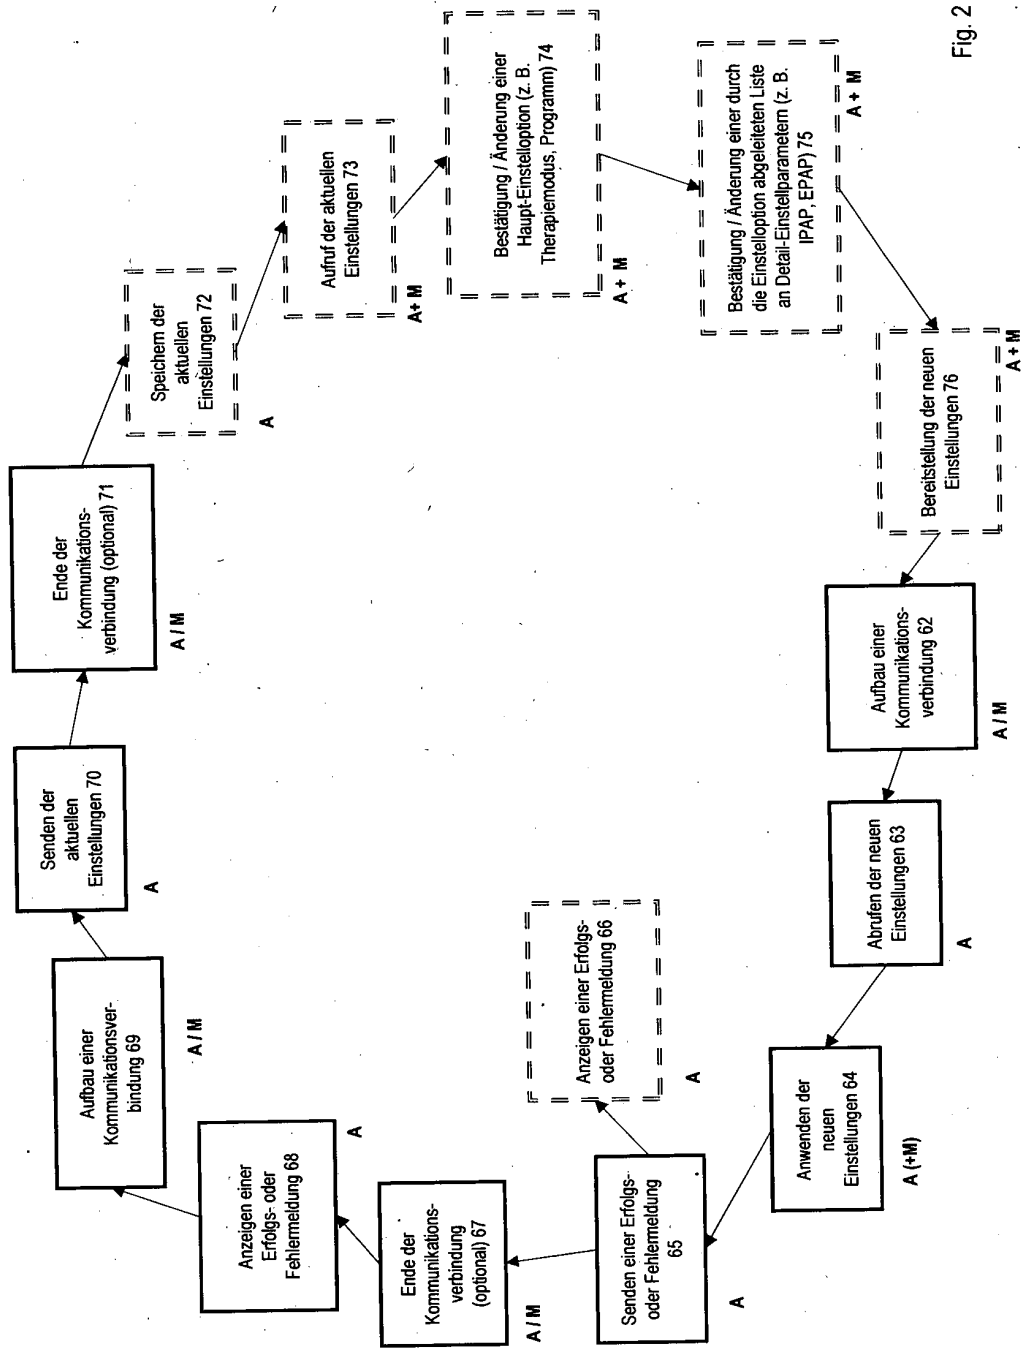 Ende der
Kommunikations-
verbindung (optional) 71
A / M
Speichern der
aktuellen
Einstellungen 72
A
Aufruf der aktuellen
Einstellungen 73
A+ M
Bestätigung / Änderung einer
Haupt-Einstelloption (z. B.
Therapiemodus, Programm) 74
A + M
Bestätigung / Änderung einer durch
die Einstelloption abgeleiteten Liste
an Detail-Einstellparametern (z. B.
IPAP, EPAP) 75
A + M
Bereitstellung der neuen
Einstellungen 76
A + M
Aufbau einer
Kommunikations-
verbindung 62
A / M
Abrufen der neuen
Einstellungen 63
A
Anwenden der
neuen
Einstellungen 64
A (+M)
Senden einer Erfolgs-
oder Fehlermeldung
65
A
Anzeigen einer Erfolgs-
oder Fehlermeldung 66
A
Ende der
Kommunikations-
verbindung
(optional) 67
A / M
Anzeigen einer
Erfolgs- oder
Fehlermeldung 68
A
Aufbau einer
Kommunikationsver-
bindung 69
A / M
Senden der
aktuellen
Einstellungen 70
A
Fig. 2